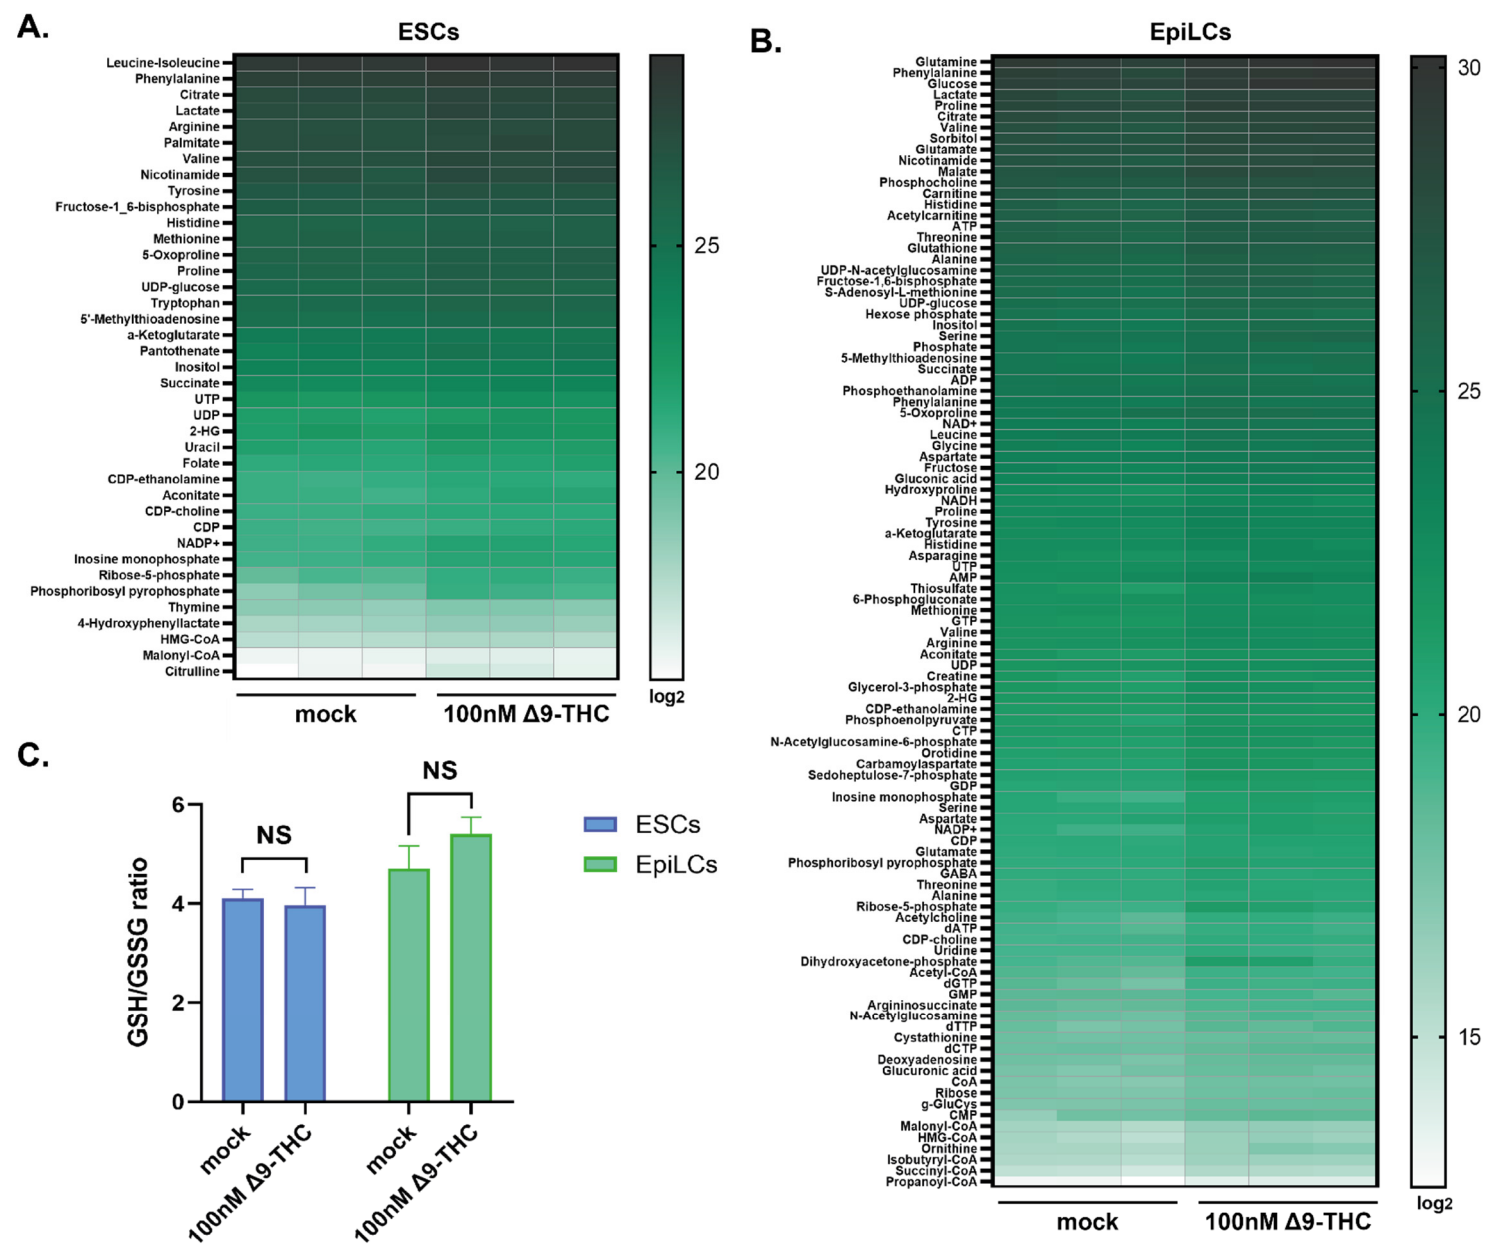 A.
ESCs
Leucine-Isoleucine
Phenylalanine
Citrate
Lactate
Arginine
Palmitate
Valine
Nicotinamide
Tyrosine
Fructose-1_6-bisphosphate
Histidine
Methionine
5-Oxoproline
Proline
UDP-glucose
Tryptophan
5'-Methylthioadenosine
a-Ketoglutarate
Pantothenate
Inositol
Succinate
UTP
UDP
2-HG
Uracil
Folate
CDP-ethanolamine
Aconitate
CDP-choline
CDP
NADP+
Inosine monophosphate
Ribose-5-phosphate
Phosphoribosyl pyrophosphate
Thymine
4-Hydroxyphenyllactate
HMG-CoA
Malonyl-CoA
Citrulline
25
20
log2
mock
100nM Δ9-THC
B.
EpiLCs
Glutamine
Phenylalanine
Glucose
Lactate
Proline
Citrate
Valine
Sorbitol
Glutamate
Nicotinamide
Malate
Phosphocholine
Carnitine
Histidine
Acetylcarnitine
ATP
Threonine
Glutathione
Alanine
UDP-N-acetylglucosamine
Fructose-1,6-bisphosphate
S-Adenosyl-L-methionine
UDP-glucose
Hexose phosphate
Inositol
Serine
Phosphate
5-Methylthioadenosine
Succinate
ADP
Phosphoethanolamine
Phenylalanine
5-Oxoproline
NAD+
Leucine
Glycine
Aspartate
Fructose
Gluconic acid
Hydroxyproline
NADH
Proline
Tyrosine
a-Ketoglutarate
Histidine
Asparagine
UTP
AMP
Thiosulfate
6-Phosphogluconate
Methionine
GTP
Valine
Arginine
Aconitate
UDP
Creatine
Glycerol-3-phosphate
2-HG
CDP-ethanolamine
Phosphoenolpyruvate
CTP
N-Acetylglucosamine-6-phosphate
Orotidine
Carbamoylaspartate
Sedoheptulose-7-phosphate
GDP
Inosine monophosphate
Serine
Aspartate
NADP+
CDP
Glutamate
Phosphoribosyl pyrophosphate
GABA
Threonine
Alanine
Ribose-5-phosphate
Acetylcholine
dATP
CDP-choline
Uridine
Dihydroxyacetone-phosphate
Acetyl-CoA
dGTP
GMP
Argininosuccinate
N-Acetylglucosamine
dTTP
Cystathionine
dCTP
Deoxyadenosine
Glucuronic acid
CoA
Ribose
g-GluCys
CMP
Malonyl-CoA
HMG-CoA
Ornithine
Isobutyryl-CoA
Succinyl-CoA
Propanoyl-CoA
30
25
20
15
log2
mock
100nM Δ9-THC
C.
GSH/GSSG ratio
6
4
2
0
NS
NS
mock
100nM Δ9-THC
mock
100nM Δ9-THC
ESCs
EpiLCs